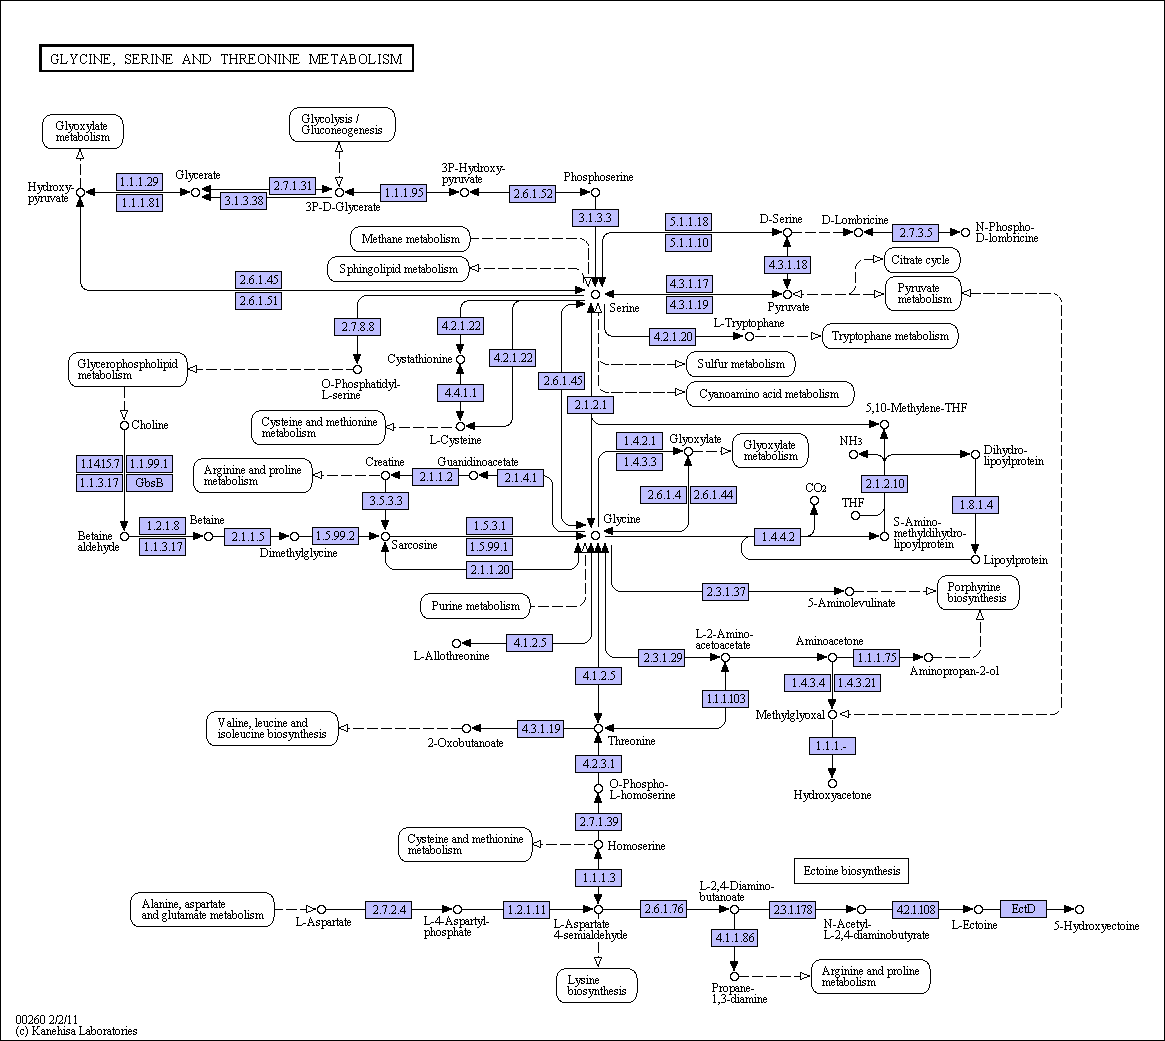 GLYCINE, SERINE AND THREONINE METABOLISM
Glyoxylate
metabolism
Glycolysis /
Gluconeogenesis
Hydroxy-
pyruvate
1.1.1.29
1.1.1.81
Glycerate
2.7.1.31
3.1.3.38
3P-D-Glycerate
1.1.1.95
3P-Hydroxy-
pyruvate
2.6.1.52
Phosphoserine
3.1.3.3
Methane metabolism
Sphingolipid metabolism
5.1.1.18
5.1.1.10
D-Serine
D-Lombricine
2.7.3.5
N-Phospho-
D-lombricine
4.3.1.18
Citrate cycle
2.6.1.45
2.6.1.51
4.3.1.17
4.3.1.19
Serine
Pyruvate
Pyruvate
metabolism
2.7.8.8
4.2.1.22
4.2.1.20
L-Tryptophane
Tryptophane metabolism
Cystathionine
4.2.1.22
Sulfur metabolism
Glycerophospholipid
metabolism
O-Phosphatidyl-
L-serine
4.4.1.1
2.6.1.45
Cyanoamino acid metabolism
2.1.2.1
5,10-Methylene-THF
Choline
Cysteine and methionine
metabolism
L-Cysteine
1.4.2.1
1.4.3.3
Glyoxylate
Glyoxylate
metabolism
NH3
Dihydro-
lipoylprotein
1.14.15.7
1.1.99.1
1.1.3.17
GbsB
Arginine and proline
metabolism
Creatine
2.1.1.2
Guanidinoacetate
2.1.4.1
3.5.3.3
2.6.1.4
2.6.1.44
CO2
THF
2.1.2.10
1.8.1.4
Betaine
aldehyde
1.2.1.8
1.1.3.17
Betaine
2.1.1.5
Dimethylglycine
1.5.99.2
Sarcosine
1.5.3.1
1.5.99.1
2.1.1.20
Glycine
1.4.4.2
S-Amino-
methyldihydro-
lipoylprotein
Lipoylprotein
Purine metabolism
2.3.1.37
5-Aminolevulinate
Porphyrine
biosynthesis
L-Allothreonine
4.1.2.5
4.1.2.5
2.3.1.29
L-2-Amino-
acetoacetate
Aminoacetone
1.1.1.75
Aminopropan-2-ol
1.1.1.103
1.4.3.4
1.4.3.21
Methylglyoxal
Valine, leucine and
isoleucine biosynthesis
2-Oxobutanoate
4.3.1.19
Threonine
1.1.1.-
Hydroxyacetone
4.2.3.1
O-Phospho-
L-homoserine
2.7.1.39
Cysteine and methionine
metabolism
Homoserine
1.1.1.3
Ectoine biosynthesis
Alanine, aspartate
and glutamate metabolism
L-Aspartate
2.7.2.4
L-4-Aspartyl-
phosphate
1.2.1.11
L-Aspartate
4-semialdehyde
2.6.1.76
L-2,4-Diamino-
butanoate
2.3.1.178
N-Acetyl-
L-2,4-diaminobutyrate
4.2.1.108
L-Ectoine
EctD
5-Hydroxyectoine
4.1.1.86
Lysine
biosynthesis
Propane-
1,3-diamine
Arginine and proline
metabolism
00260 2/2/11
(c) Kanehisa Laboratories